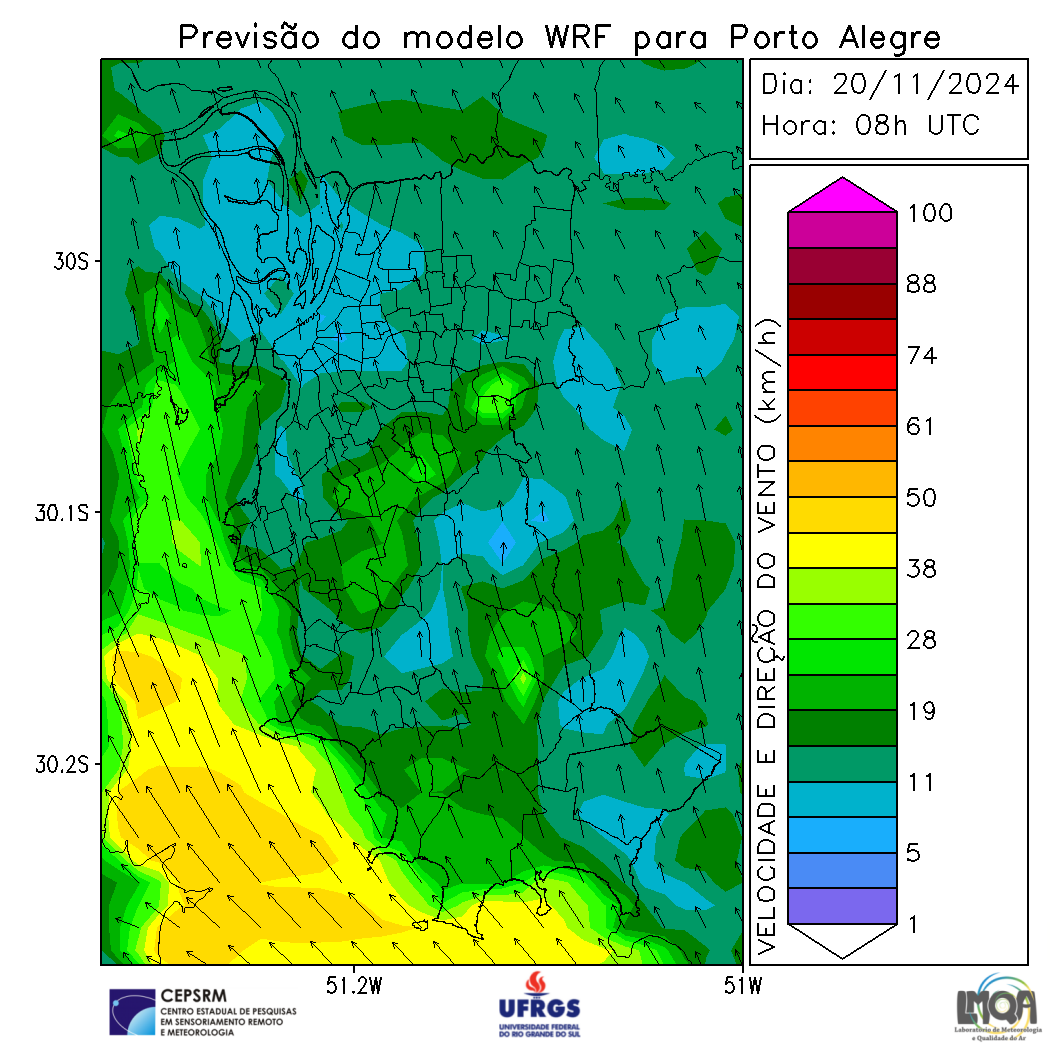 Previsão do modelo WRF para Porto Alegre
Dia: 20/11/2024
Hora: 08h UTC
30S
30.1S
30.2S
51.2W
51W
VELOCIDADE E DIREÇÃO DO VENTO (km/h)
100
88
74
61
50
38
28
19
11
5
1
CEPSRM
CENTRO ESTADUAL DE PESQUISAS
EM SENSORIAMENTO REMOTO
E METEOROLOGIA
UFRGS
UNIVERSIDADE FEDERAL
DO RIO GRANDE DO SUL
LMQA
Laboratório de Meteorologia
e Qualidade do Ar